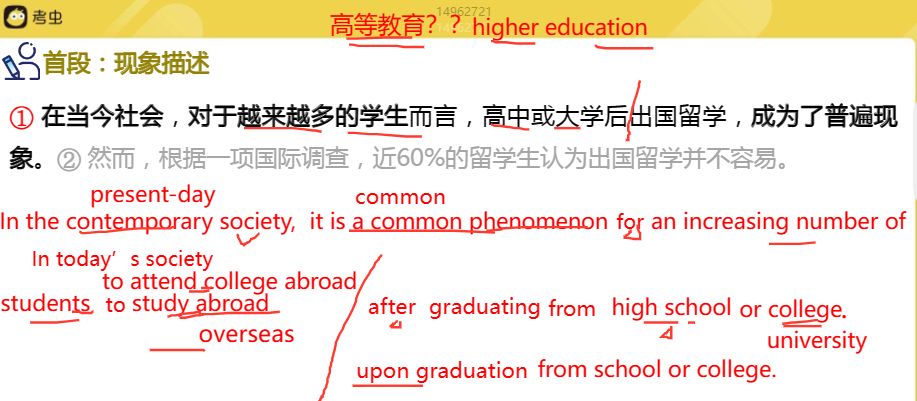 考虫
14962721
高等教育？？higher education
首段：现象描述
① 在当今社会，对于越来越多的学生而言，高中或大学后出国留学，成为了普遍现
象。② 然而，根据一项国际调查，近60%的留学生认为出国留学并不容易。
present-day common
In the contemporary society, it is a common phenomenon for an increasing number of
In today's society
to attend college abroad
students to study abroad after graduating from high school or college.
overseas university
upon graduation from school or college.